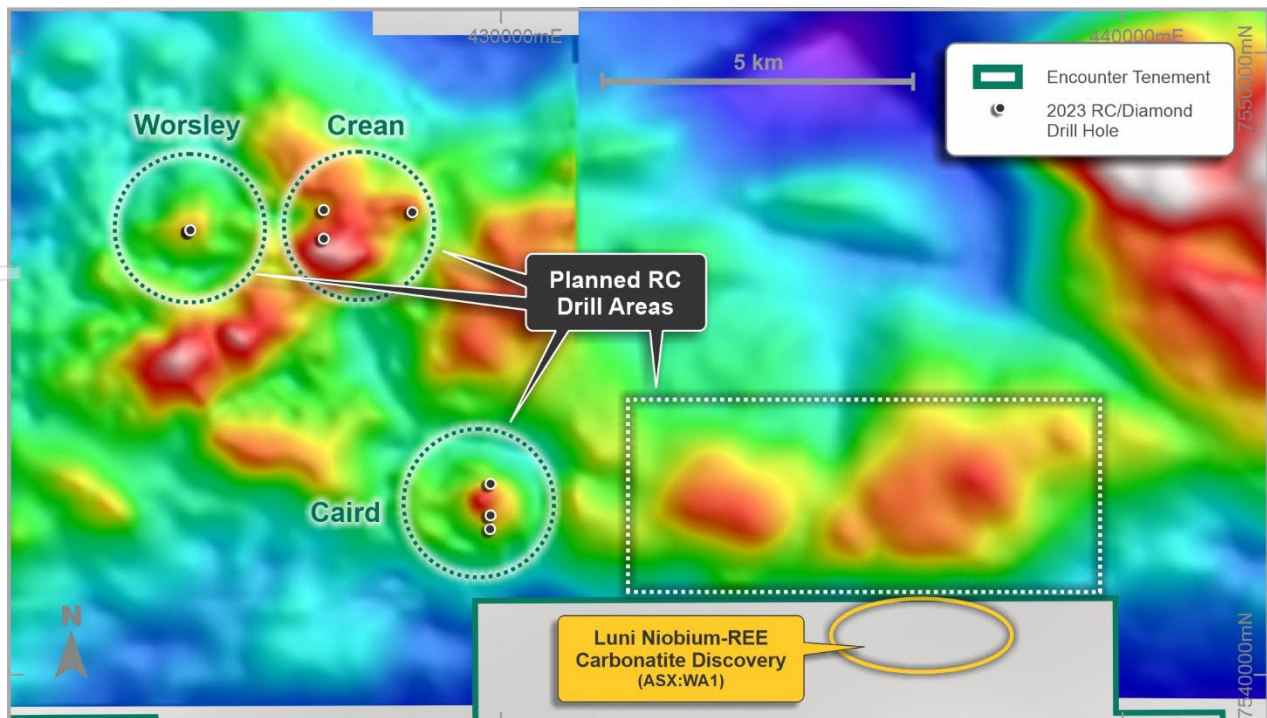 430000mE
440000mE
7550000mN
5 km
Encounter Tenement
2023 RC/Diamond
Drill Hole
Worsley
Crean
Planned RC
Drill Areas
Caird
N
Luni Niobium-REE
Carbonatite Discovery
(ASX:WA1)
7540000mN